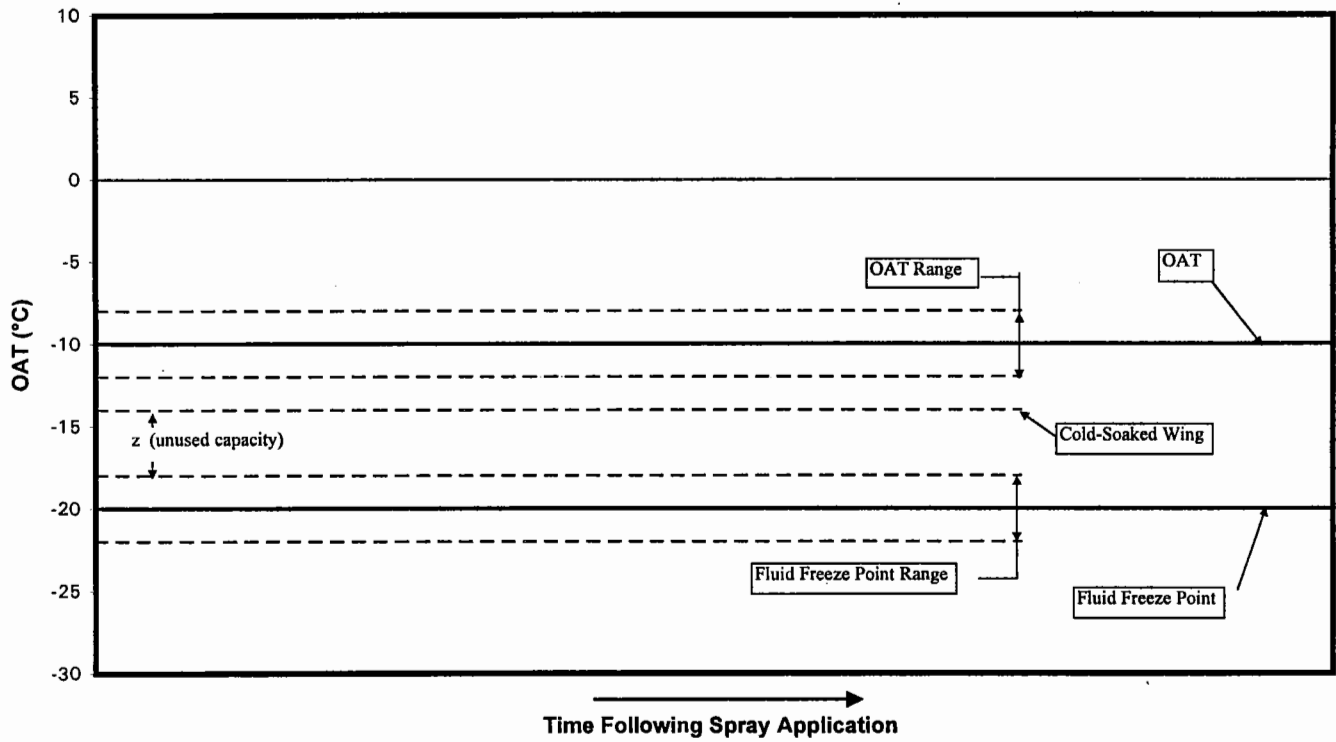 10
5
0
-5
-10
-15
-20
-25
-30
OAT (°C)
OAT Range
OAT
z (unused capacity)
Cold-Soaked Wing
Fluid Freeze Point Range
Fluid Freeze Point
Time Following Spray Application